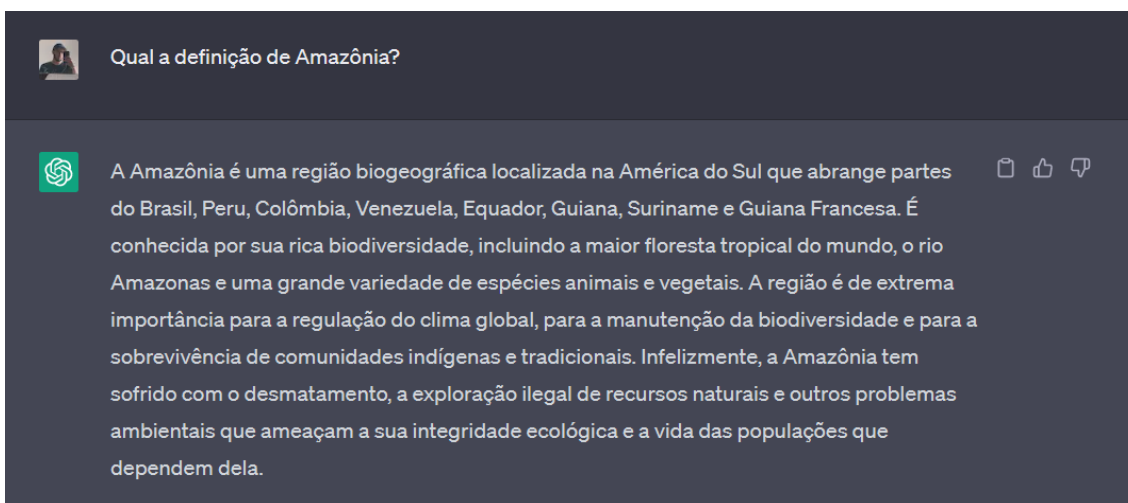 Qual a definição de Amazônia?
A Amazônia é uma região biogeográfica localizada na América do Sul que abrange partes
do Brasil, Peru, Colômbia, Venezuela, Equador, Guiana, Suriname e Guiana Francesa. É
conhecida por sua rica biodiversidade, incluindo a maior floresta tropical do mundo, o rio
Amazonas e uma grande variedade de espécies animais e vegetais. A região é de extrema
importância para a regulação do clima global, para a manutenção da biodiversidade e para a
sobrevivência de comunidades indígenas e tradicionais. Infelizmente, a Amazônia tem
sofrido com o desmatamento, a exploração ilegal de recursos naturais e outros problemas
ambientais que ameaçam a sua integridade ecológica e a vida das populações que
dependem dela.